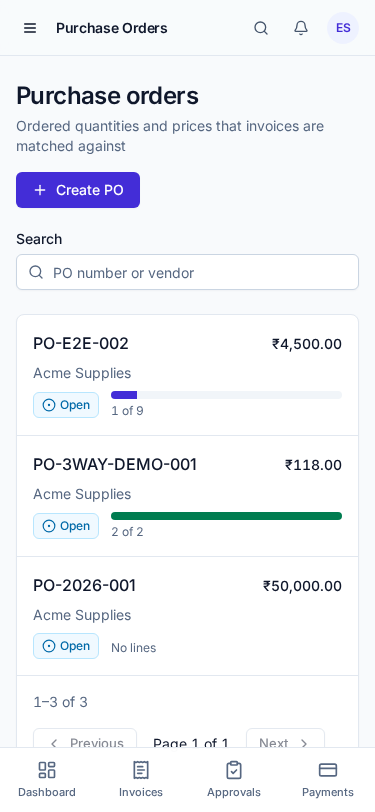 Purchase Orders
ES
Purchase orders
Ordered quantities and prices that invoices are
matched against
Create PO
Search
PO number or vendor
PO-E2E-002
₹4,500.00
Acme Supplies
Open
1 of 9
PO-3WAY-DEMO-001
₹118.00
Acme Supplies
Open
2 of 2
PO-2026-001
₹50,000.00
Acme Supplies
Open
No lines
1–3 of 3
Previous
Page 1 of 1
Next
Dashboard
Invoices
Approvals
Payments